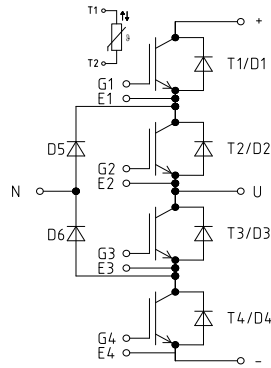 T1
T2
+
G1
E1
T1/D1
D5
G2
E2
T2/D2
N
U
D6
G3
E3
T3/D3
G4
E4
T4/D4
−